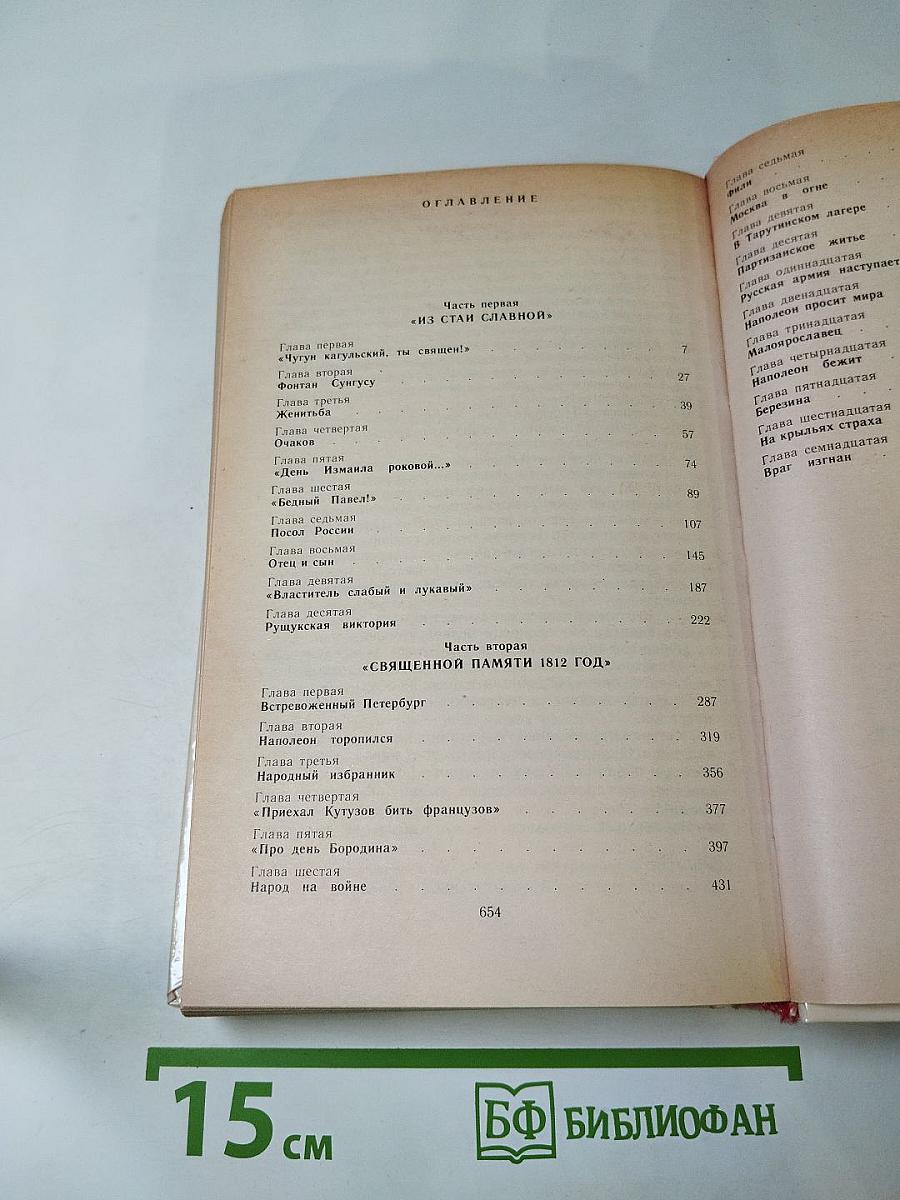 ОГЛАВЛЕНИЕ
Часть первая
«ИЗ СТАИ СЛАВНОЙ»
Глава первая
«Чугун кагульский, ты священ!» . . . . . . . 7
Глава вторая
Фонтан Сунгусу . . . . . . . . . . 27
Глава третья
Женитьба . . . . . . . . . . . 39
Глава четвертая
Очаков . . . . . . . . . . . . 57
Глава пятая
«День Измаила роковой...» . . . . . . . . 74
Глава шестая
«Бедный Павел!» . . . . . . . . . . 89
Глава седьмая
Посол России . . . . . . . . . . 107
Глава восьмая
Отец и сын . . . . . . . . . . . 145
Глава девятая
«Властитель слабый и лукавый» . . . . . . . 187
Глава десятая
Рущукская виктория . . . . . . . . . 222
Часть вторая
«СВЯЩЕННОЙ ПАМЯТИ 1812 ГОД»
Глава первая
Встревоженный Петербург . . . . . . . . 287
Глава вторая
Наполеон торопился . . . . . . . . . 319
Глава третья
Народный избранник . . . . . . . . . 356
Глава четвертая
«Приехал Кутузов бить французов» . . . . . . 377
Глава пятая
«Про день Бородина» . . . . . . . . . 397
Глава шестая
Народ на войне . . . . . . . . . . 431
654
Глава седьмая
Фили . . . . .
Глава восьмая
Москва в огне . . .
Глава девятая
В Тарутинском лагере .
Глава десятая
Партизанское житье .
Глава одиннадцатая
Русская армия наступает
Глава двенадцатая
Наполеон просит мира
Глава тринадцатая
Малоярославец . .
Глава четырнадцатая
Наполеон бежит .
Глава пятнадцатая
Березина . . .
Глава шестнадцатая
На крыльях страха
Глава семнадцатая
Враг изгнан .
15 см
БФ БИБЛИОФАН